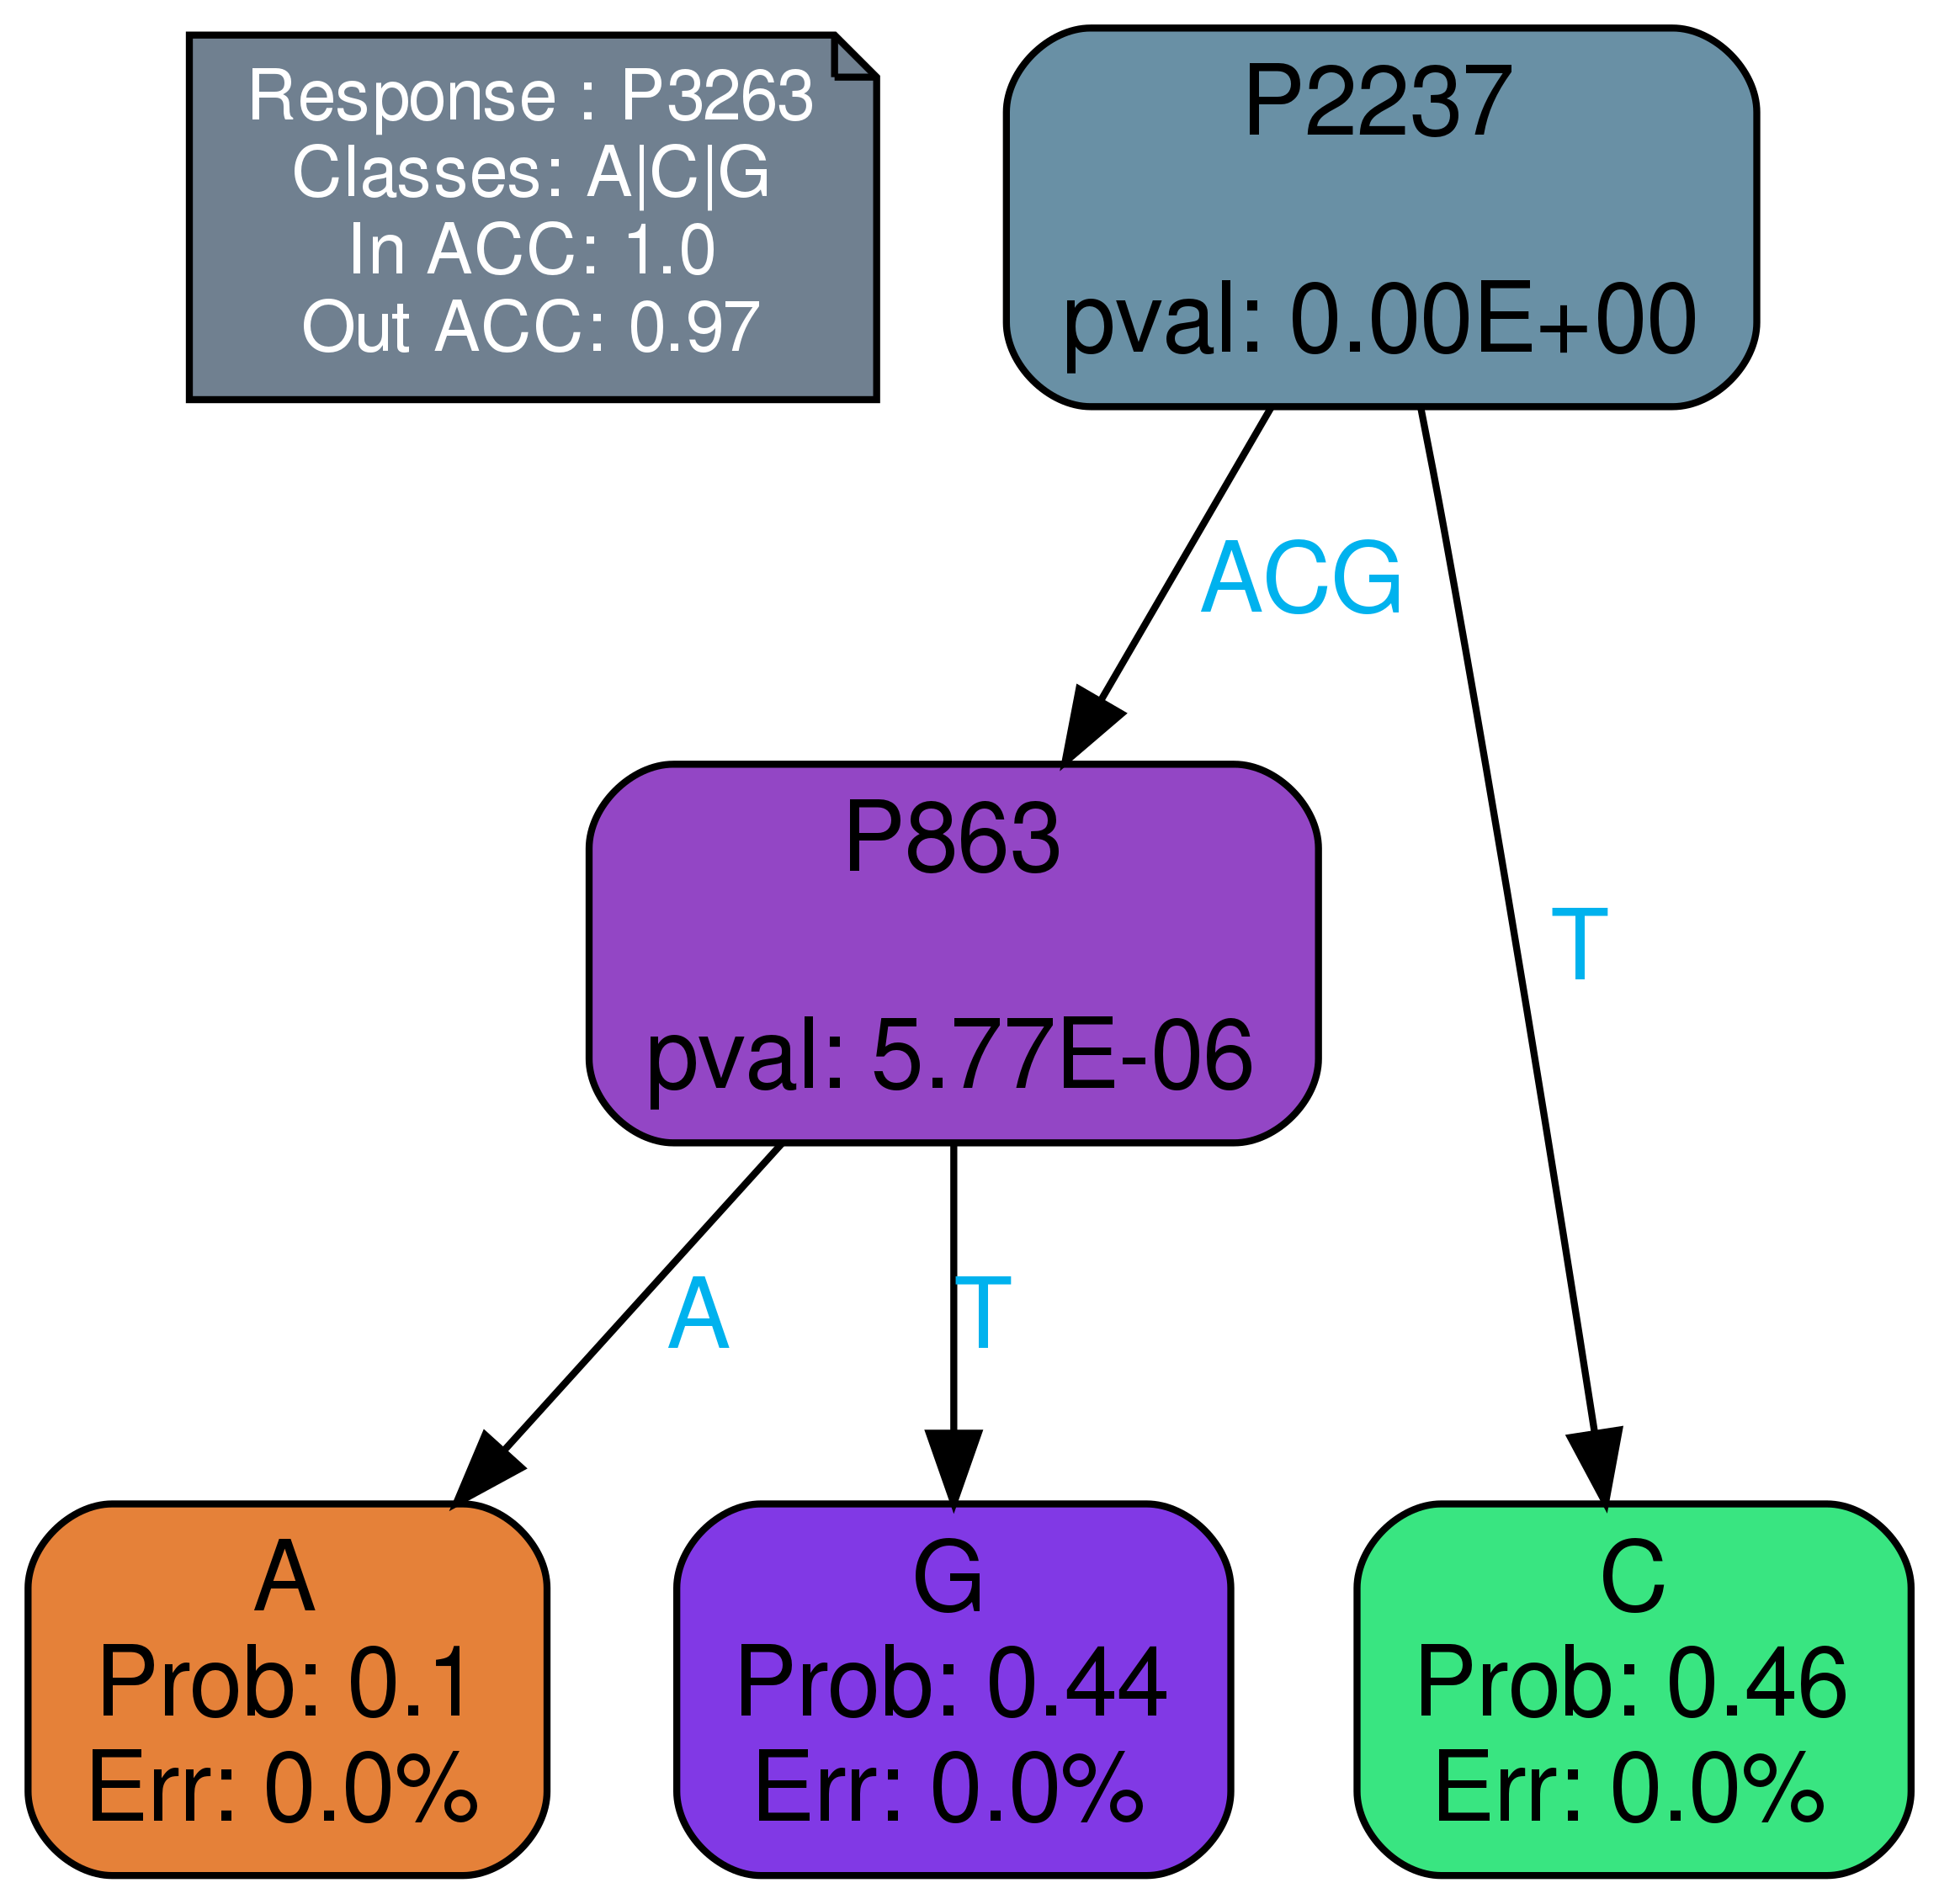 Response : P3263
Classes: A|C|G
In ACC: 1.0
Out ACC: 0.97
P2237
pval: 0.00E+00
ACG
P863
pval: 5.77E-06
T
A
T
A
Prob: 0.1
Err: 0.0%
G
Prob: 0.44
Err: 0.0%
C
Prob: 0.46
Err: 0.0%